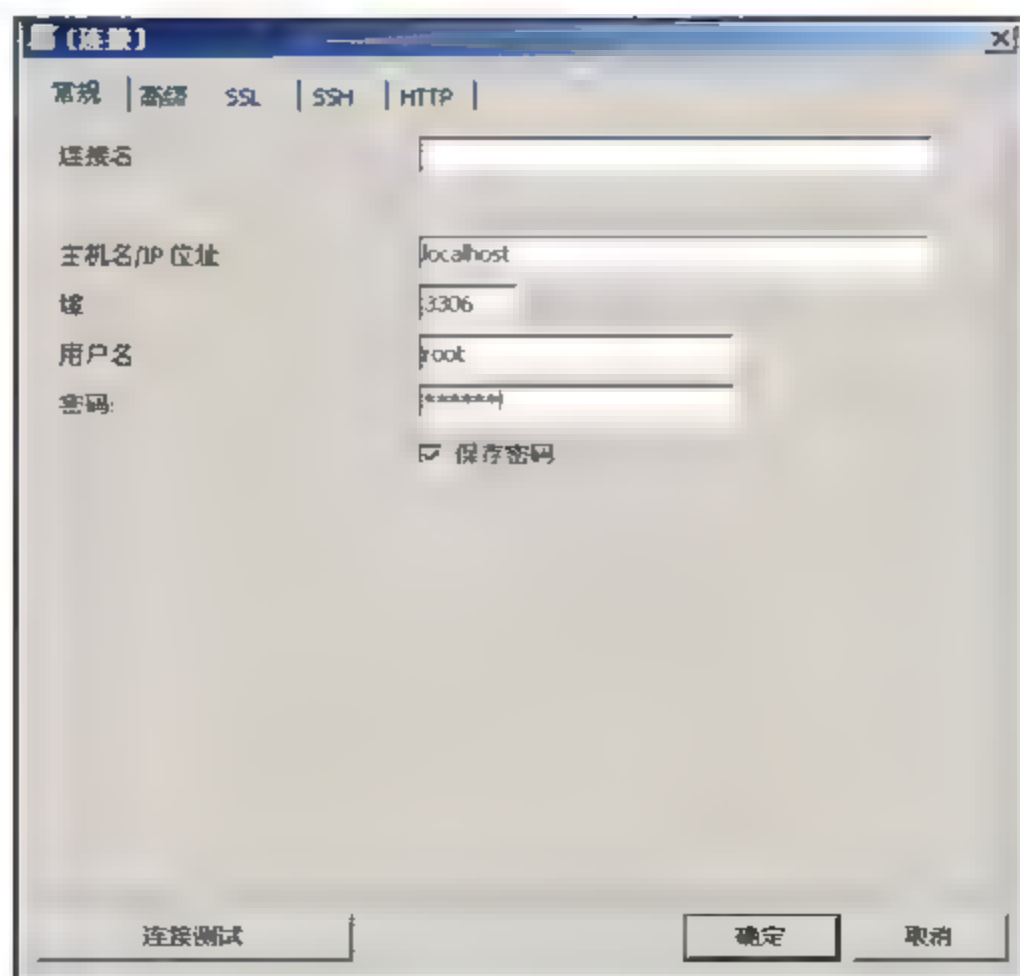 [连接]
常规 高级 SSL SSH HTTP
连接名
主机名/IP 位址 localhost
3306
用户名 root
密码: ******
保存密码
连接测试 确定 取消